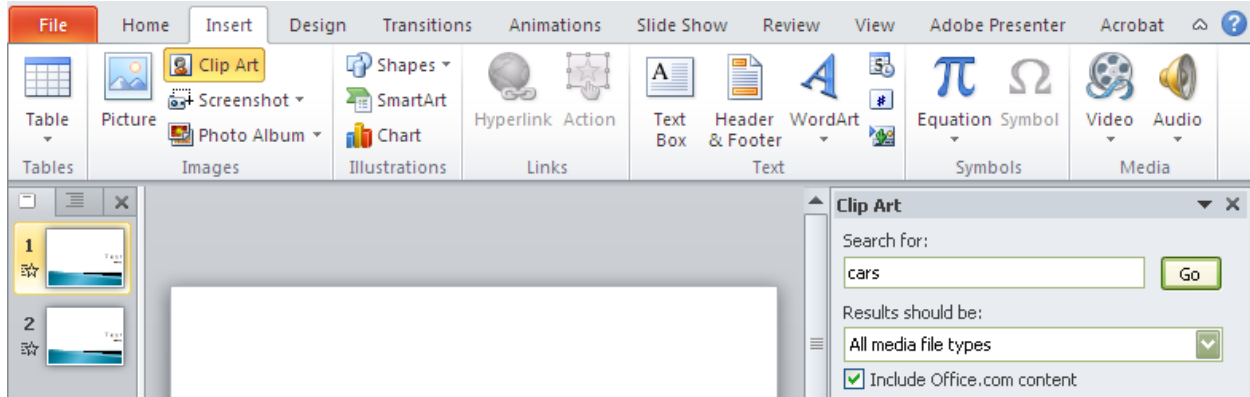 File Home Insert Design Transitions Animations Slide Show Review View Adobe Presenter Acrobat
Clip Art Shapes
Screenshot SmartArt
Table Picture Photo Album Chart Hyperlink Action Text Box Header & Footer WordArt Equation Symbol Video Audio
Tables Images Illustrations Links Text Symbols Media
Clip Art
1
Search for:
cars Go
2
Results should be:
All media file types
Include Office.com content